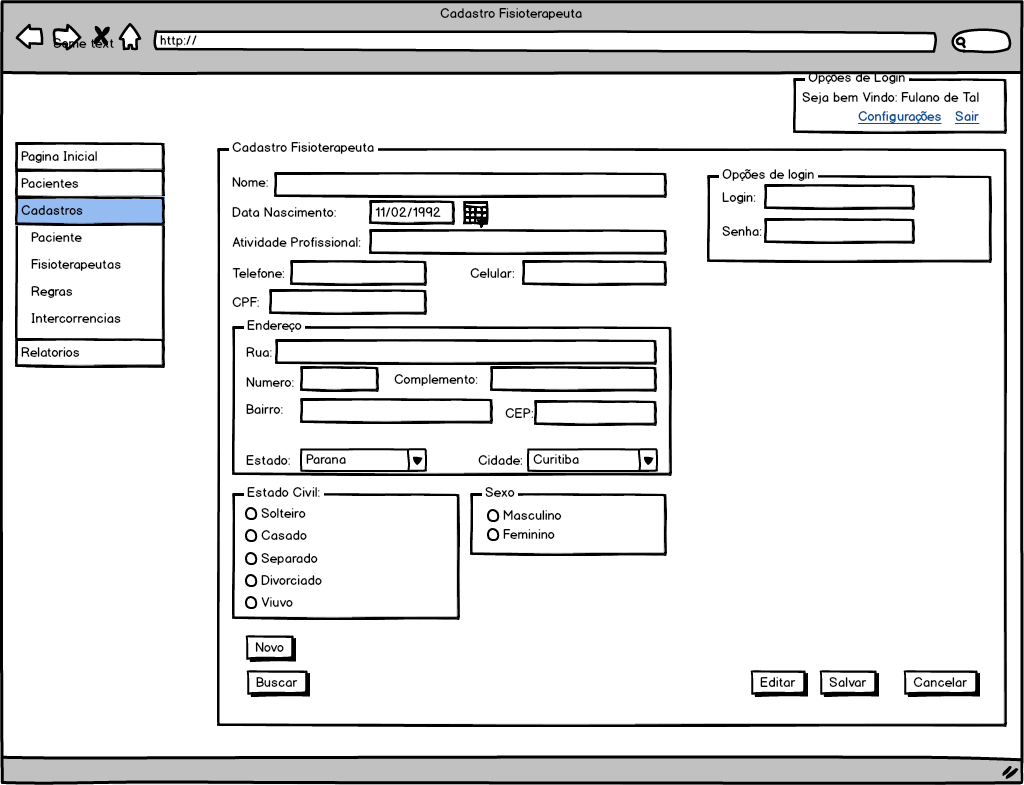 Cadastro Fisioterapeuta
Some text
http://
Opções de Login
Seja bem Vindo: Fulano de Tal
Configurações Sair
Pagina Inicial
Pacientes
Cadastros
Paciente
Fisioterapeutas
Regras
Intercorrencias
Relatorios
Cadastro Fisioterapeuta
Nome:
Data Nascimento: 11/02/1992
Atividade Profissional:
Telefone: Celular:
CPF:
Endereço
Rua:
Numero: Complemento:
Bairro: CEP:
Estado: Parana Cidade: Curitiba
Estado Civil:
Solteiro
Casado
Separado
Divorciado
Viuvo
Sexo
Masculino
Feminino
Opções de login
Login:
Senha:
Novo
Buscar
Editar Salvar Cancelar